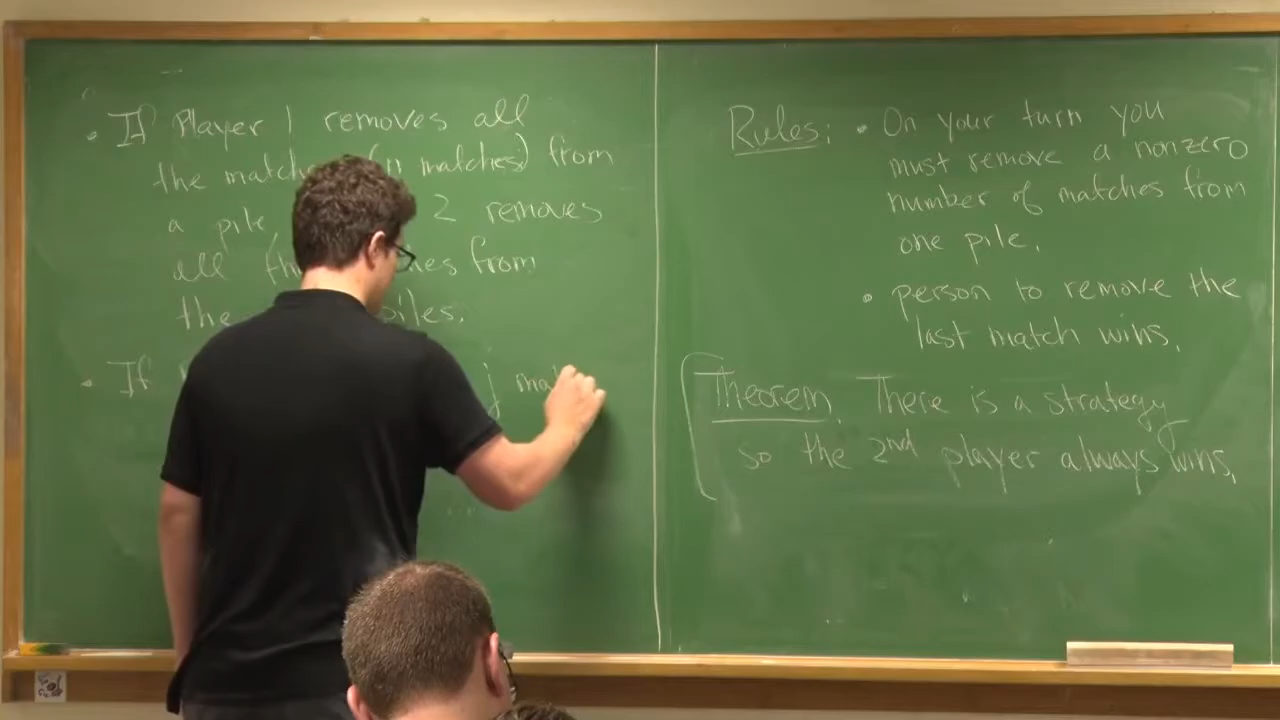 • If Player 1 removes all
the match (n matches) from
a pile, 2 removes
all the es from
the piles.
• If j mat
Rules: • On your turn you
must remove a nonzero
number of matches from
one pile.
• person to remove the
last match wins.
Theorem. There is a strategy
so the 2nd player always wins.